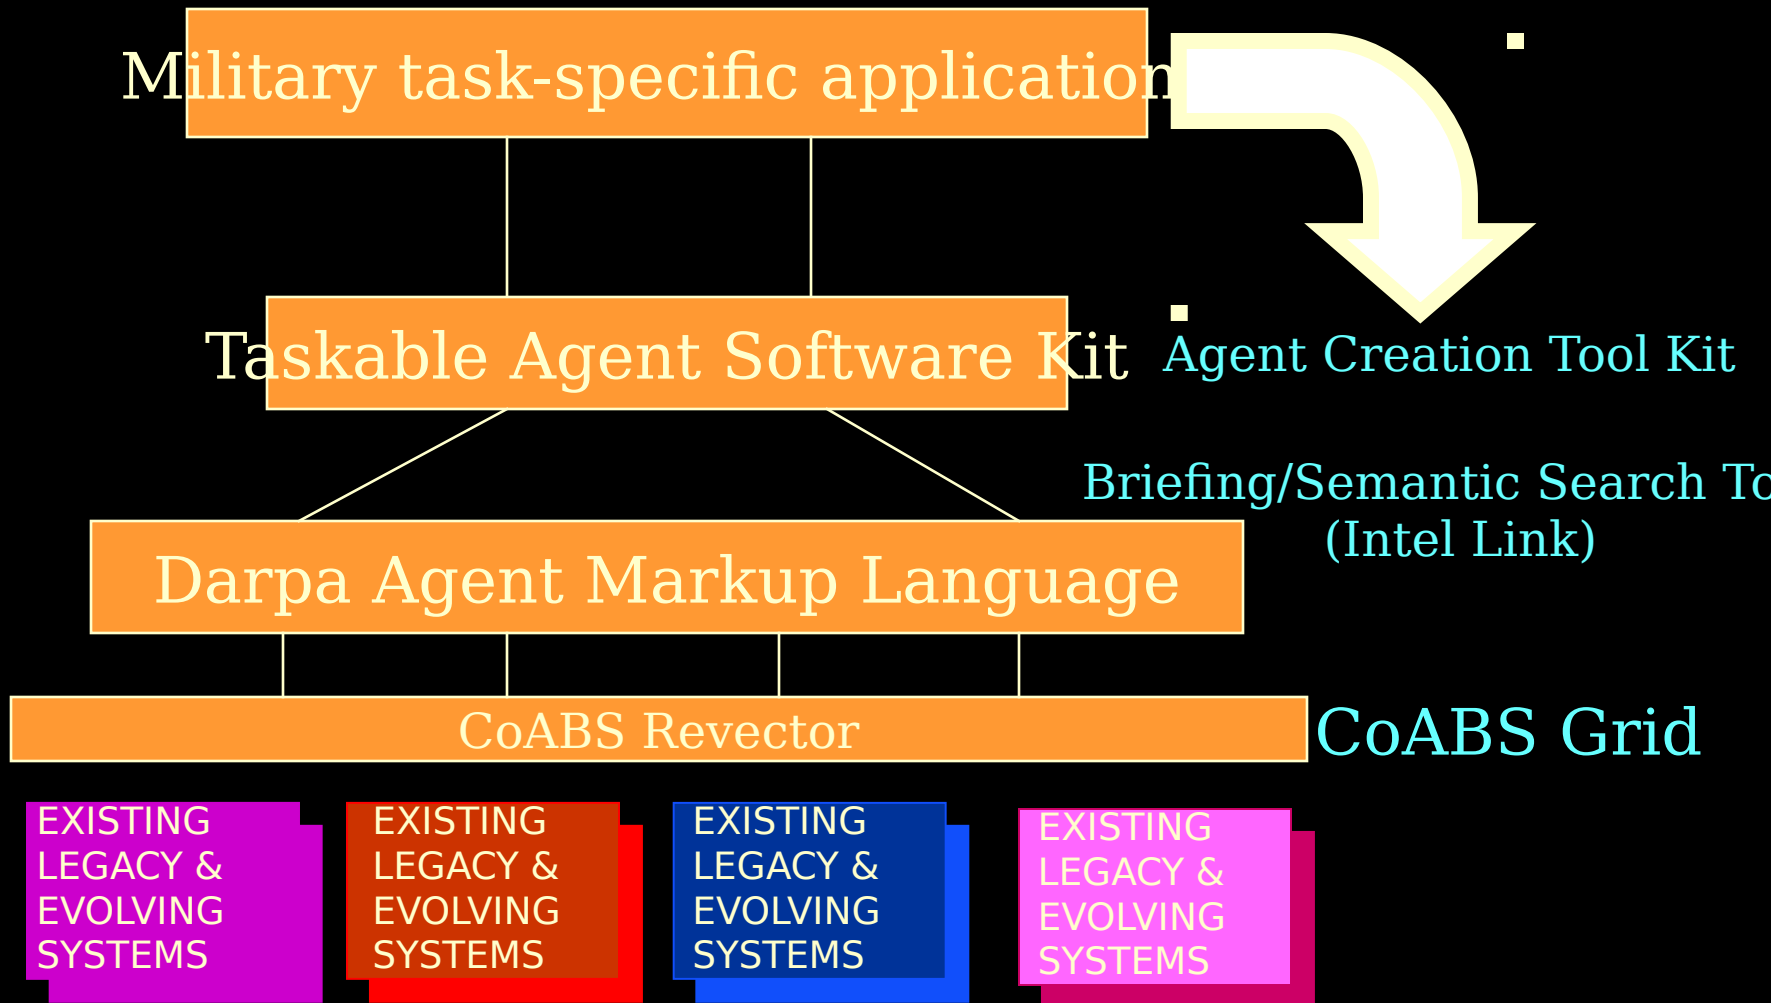 Military task-specific application
Taskable Agent Software Kit
Agent Creation Tool Kit
Briefing/Semantic Search
(Intel Link)
Darpa Agent Markup Language
CoABS Revector
CoABS Grid
EXISTING
LEGACY &
EVOLVING
SYSTEMS
EXISTING
LEGACY &
EVOLVING
SYSTEMS
EXISTING
LEGACY &
EVOLVING
SYSTEMS
EXISTING
LEGACY &
EVOLVING
SYSTEMS